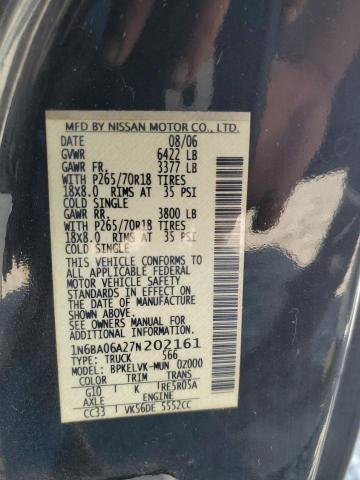 MFD BY NISSAN MOTOR CO., LTD.
DATE 08/06
GVWR 6422 LB
GAWR FR. 3377 LB
WITH P265/70R18 TIRES
18X8.0 RIMS AT 35 PSI
COLD SINGLE
GAWR RR. 3800 LB
WITH P265/70R18 TIRES
18X8.0 RIMS AT 35 PSI
COLD SINGLE
THIS VEHICLE CONFORMS TO
ALL APPLICABLE FEDERAL
MOTOR VEHICLE SAFETY
STANDARDS IN EFFECT ON
THE DATE OF MANUFACTURE
SHOWN ABOVE.
SEE OWNERS MANUAL FOR
ADDITIONAL INFORMATION
1N6BA06A27N202161
TYPE: TRUCK 566
MODEL: BPKELVK-MUN 0Z000
COLOR TRIM TRANS
G10 K RE5R05A
AXLE ENGINE
CC33 VK56DE 5552CC